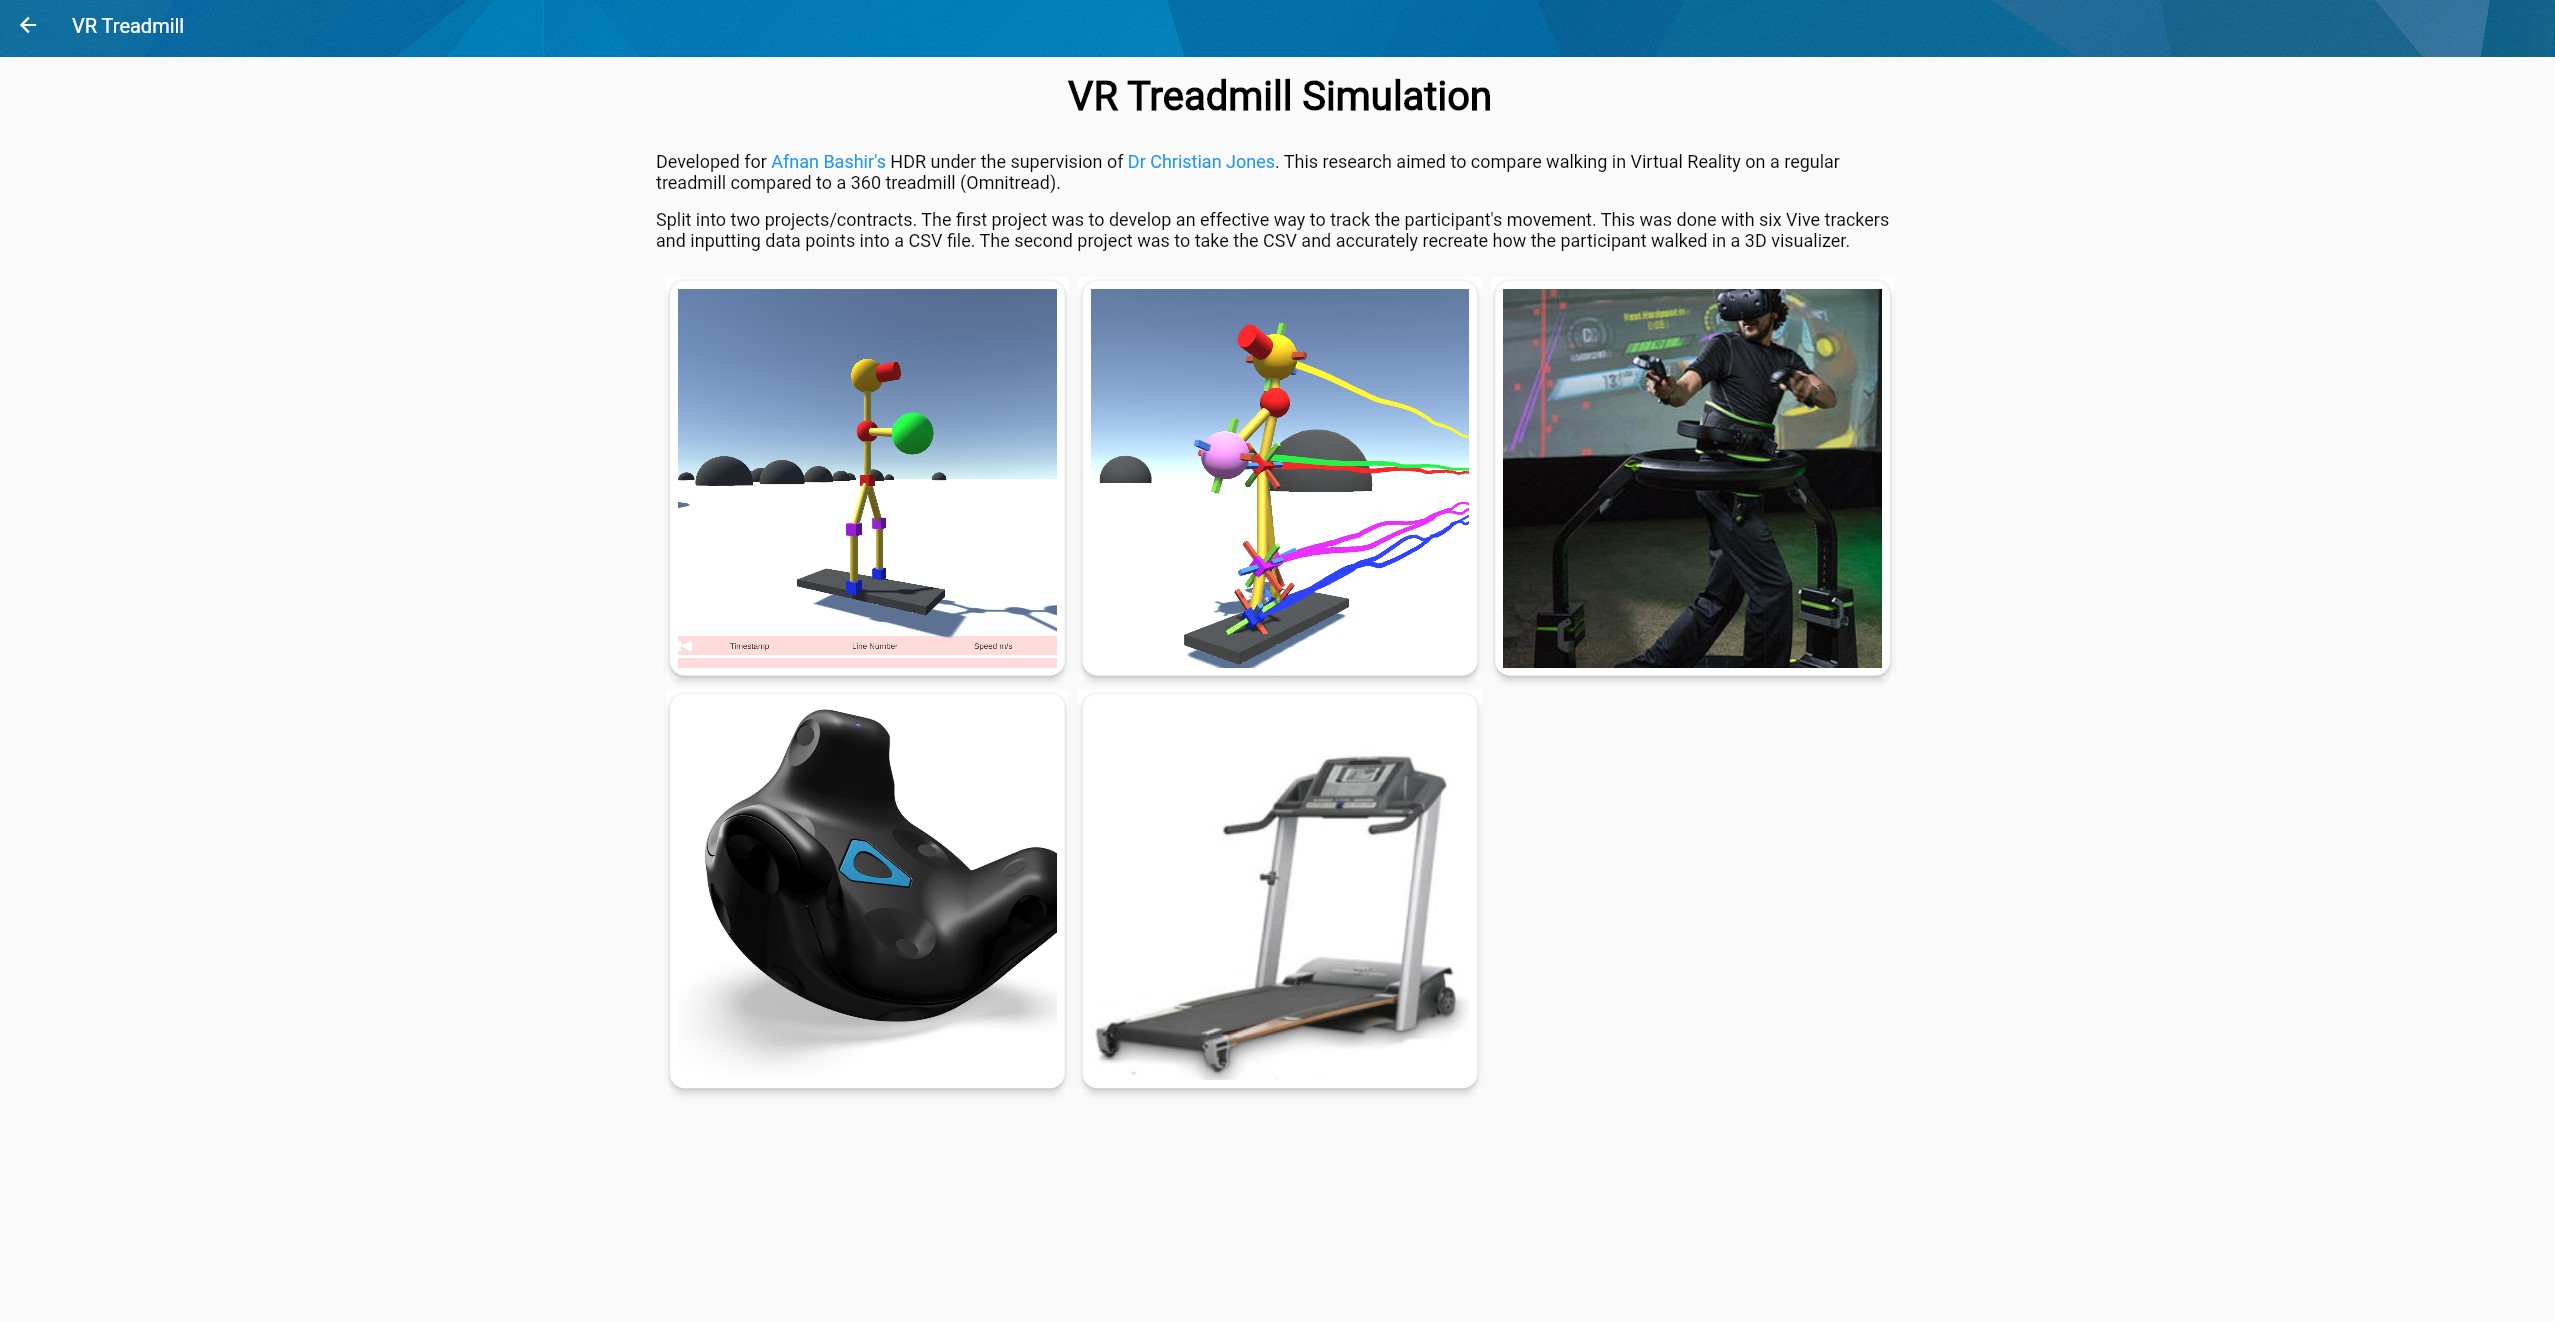 VR Treadmill
VR Treadmill Simulation
Developed for Afnan Bashir's HDR under the supervision of Dr Christian Jones. This research aimed to compare walking in Virtual Reality on a regular
treadmill compared to a 360 treadmill (Omnitread).
Split into two projects/contracts. The first project was to develop an effective way to track the participant's movement. This was done with six Vive trackers
and inputting data points into a CSV file. The second project was to take the CSV and accurately recreate how the participant walked in a 3D visualizer.
Timestamp Line Number Speed m/s